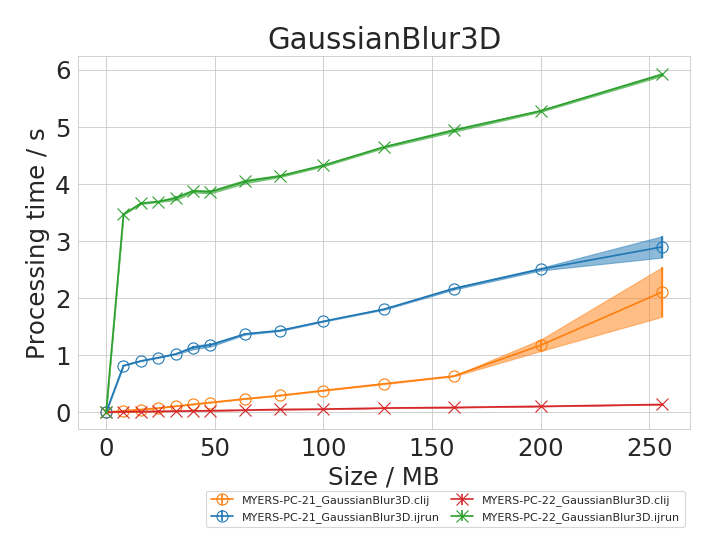 GaussianBlur3D
6
5
4
3
2
1
0
Processing time / s
0 50 100 150 200 250
Size / MB
MYERS-PC-21_GaussianBlur3D.clij MYERS-PC-22_GaussianBlur3D.clij
MYERS-PC-21_GaussianBlur3D.ijrun MYERS-PC-22_GaussianBlur3D.ijrun